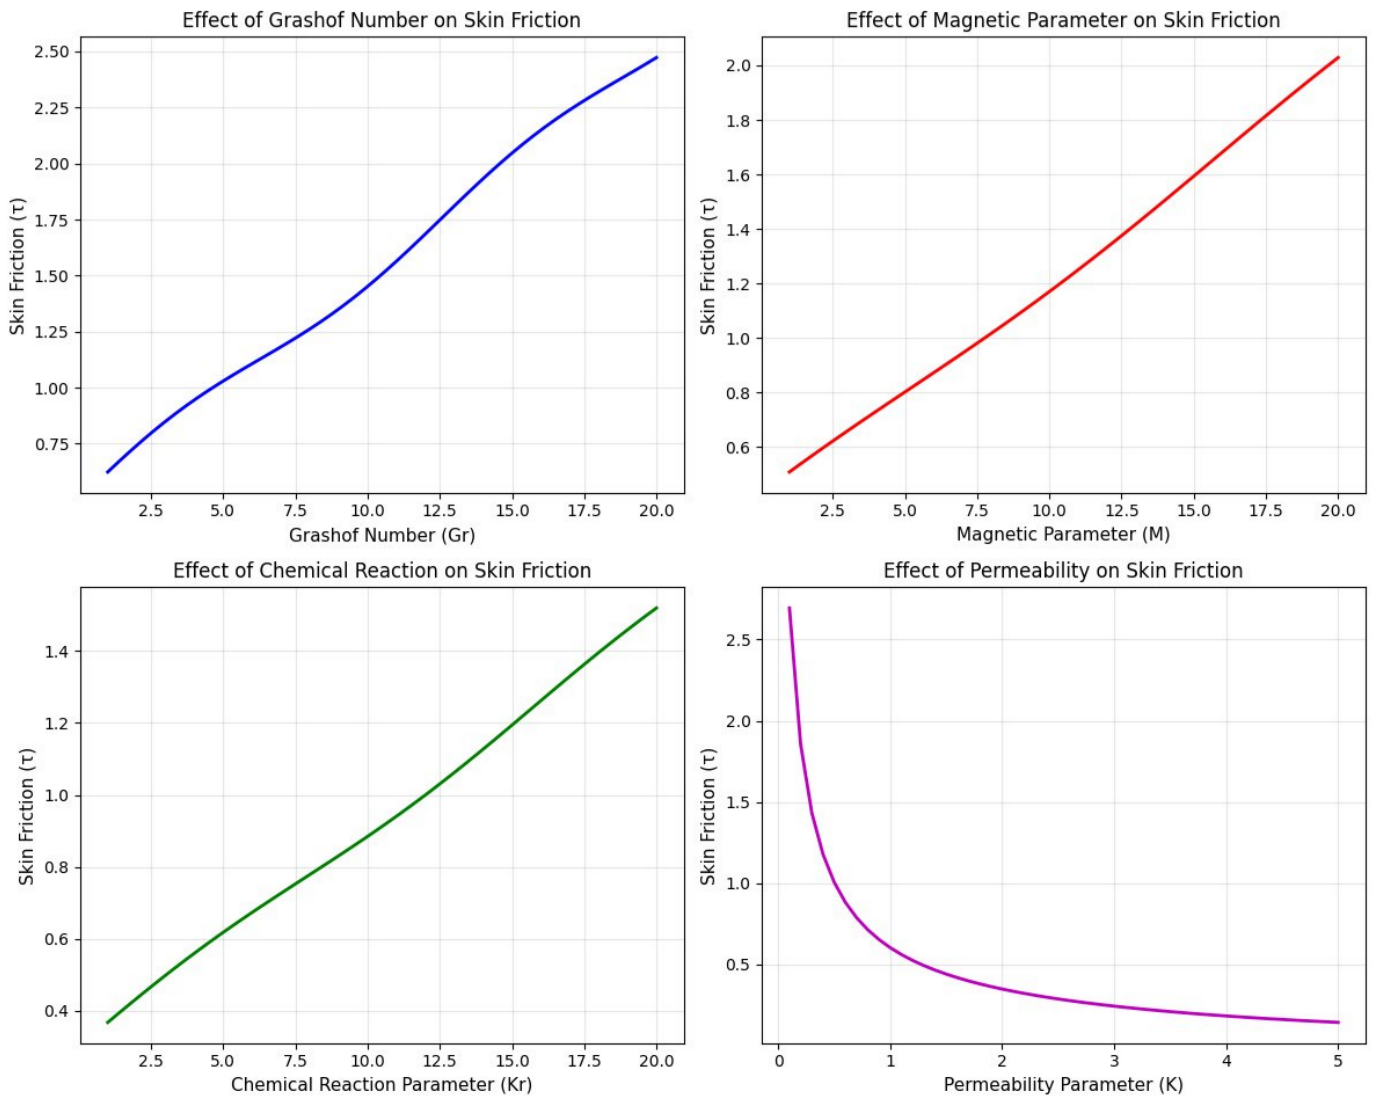 Effect of Grashof Number on Skin Friction
Skin Friction (τ)
2.50
2.25
2.00
1.75
1.50
1.25
1.00
0.75
2.5 5.0 7.5 10.0 12.5 15.0 17.5 20.0
Grashof Number (Gr)
Effect of Magnetic Parameter on Skin Friction
Skin Friction (τ)
2.0
1.8
1.6
1.4
1.2
1.0
0.8
0.6
2.5 5.0 7.5 10.0 12.5 15.0 17.5 20.0
Magnetic Parameter (M)
Effect of Chemical Reaction on Skin Friction
Skin Friction (τ)
1.4
1.2
1.0
0.8
0.6
0.4
2.5 5.0 7.5 10.0 12.5 15.0 17.5 20.0
Chemical Reaction Parameter (Kr)
Effect of Permeability on Skin Friction
Skin Friction (τ)
2.5
2.0
1.5
1.0
0.5
0 1 2 3 4 5
Permeability Parameter (K)